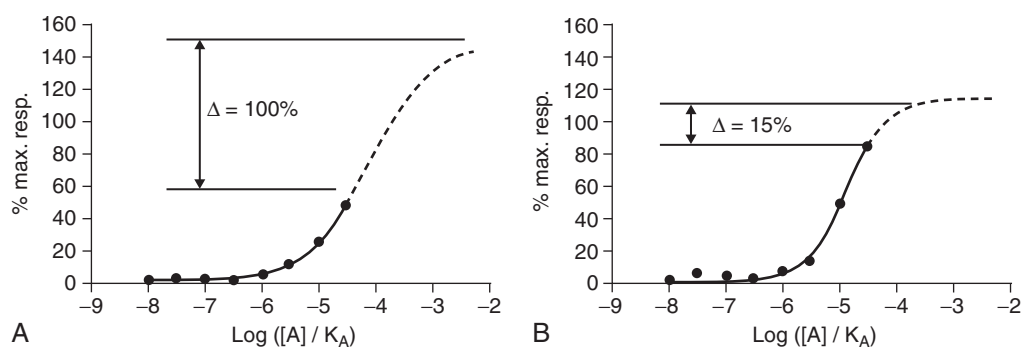 160
140
120
100
80
60
40
20
0
% max. resp.
Δ = 100%
–9 –8 –7 –6 –5 –4 –3 –2
Log ([A] / K_A)
A
160
140
120
100
80
60
40
20
0
% max. resp.
Δ = 15%
–9 –8 –7 –6 –5 –4 –3 –2
Log ([A] / K_A)
B